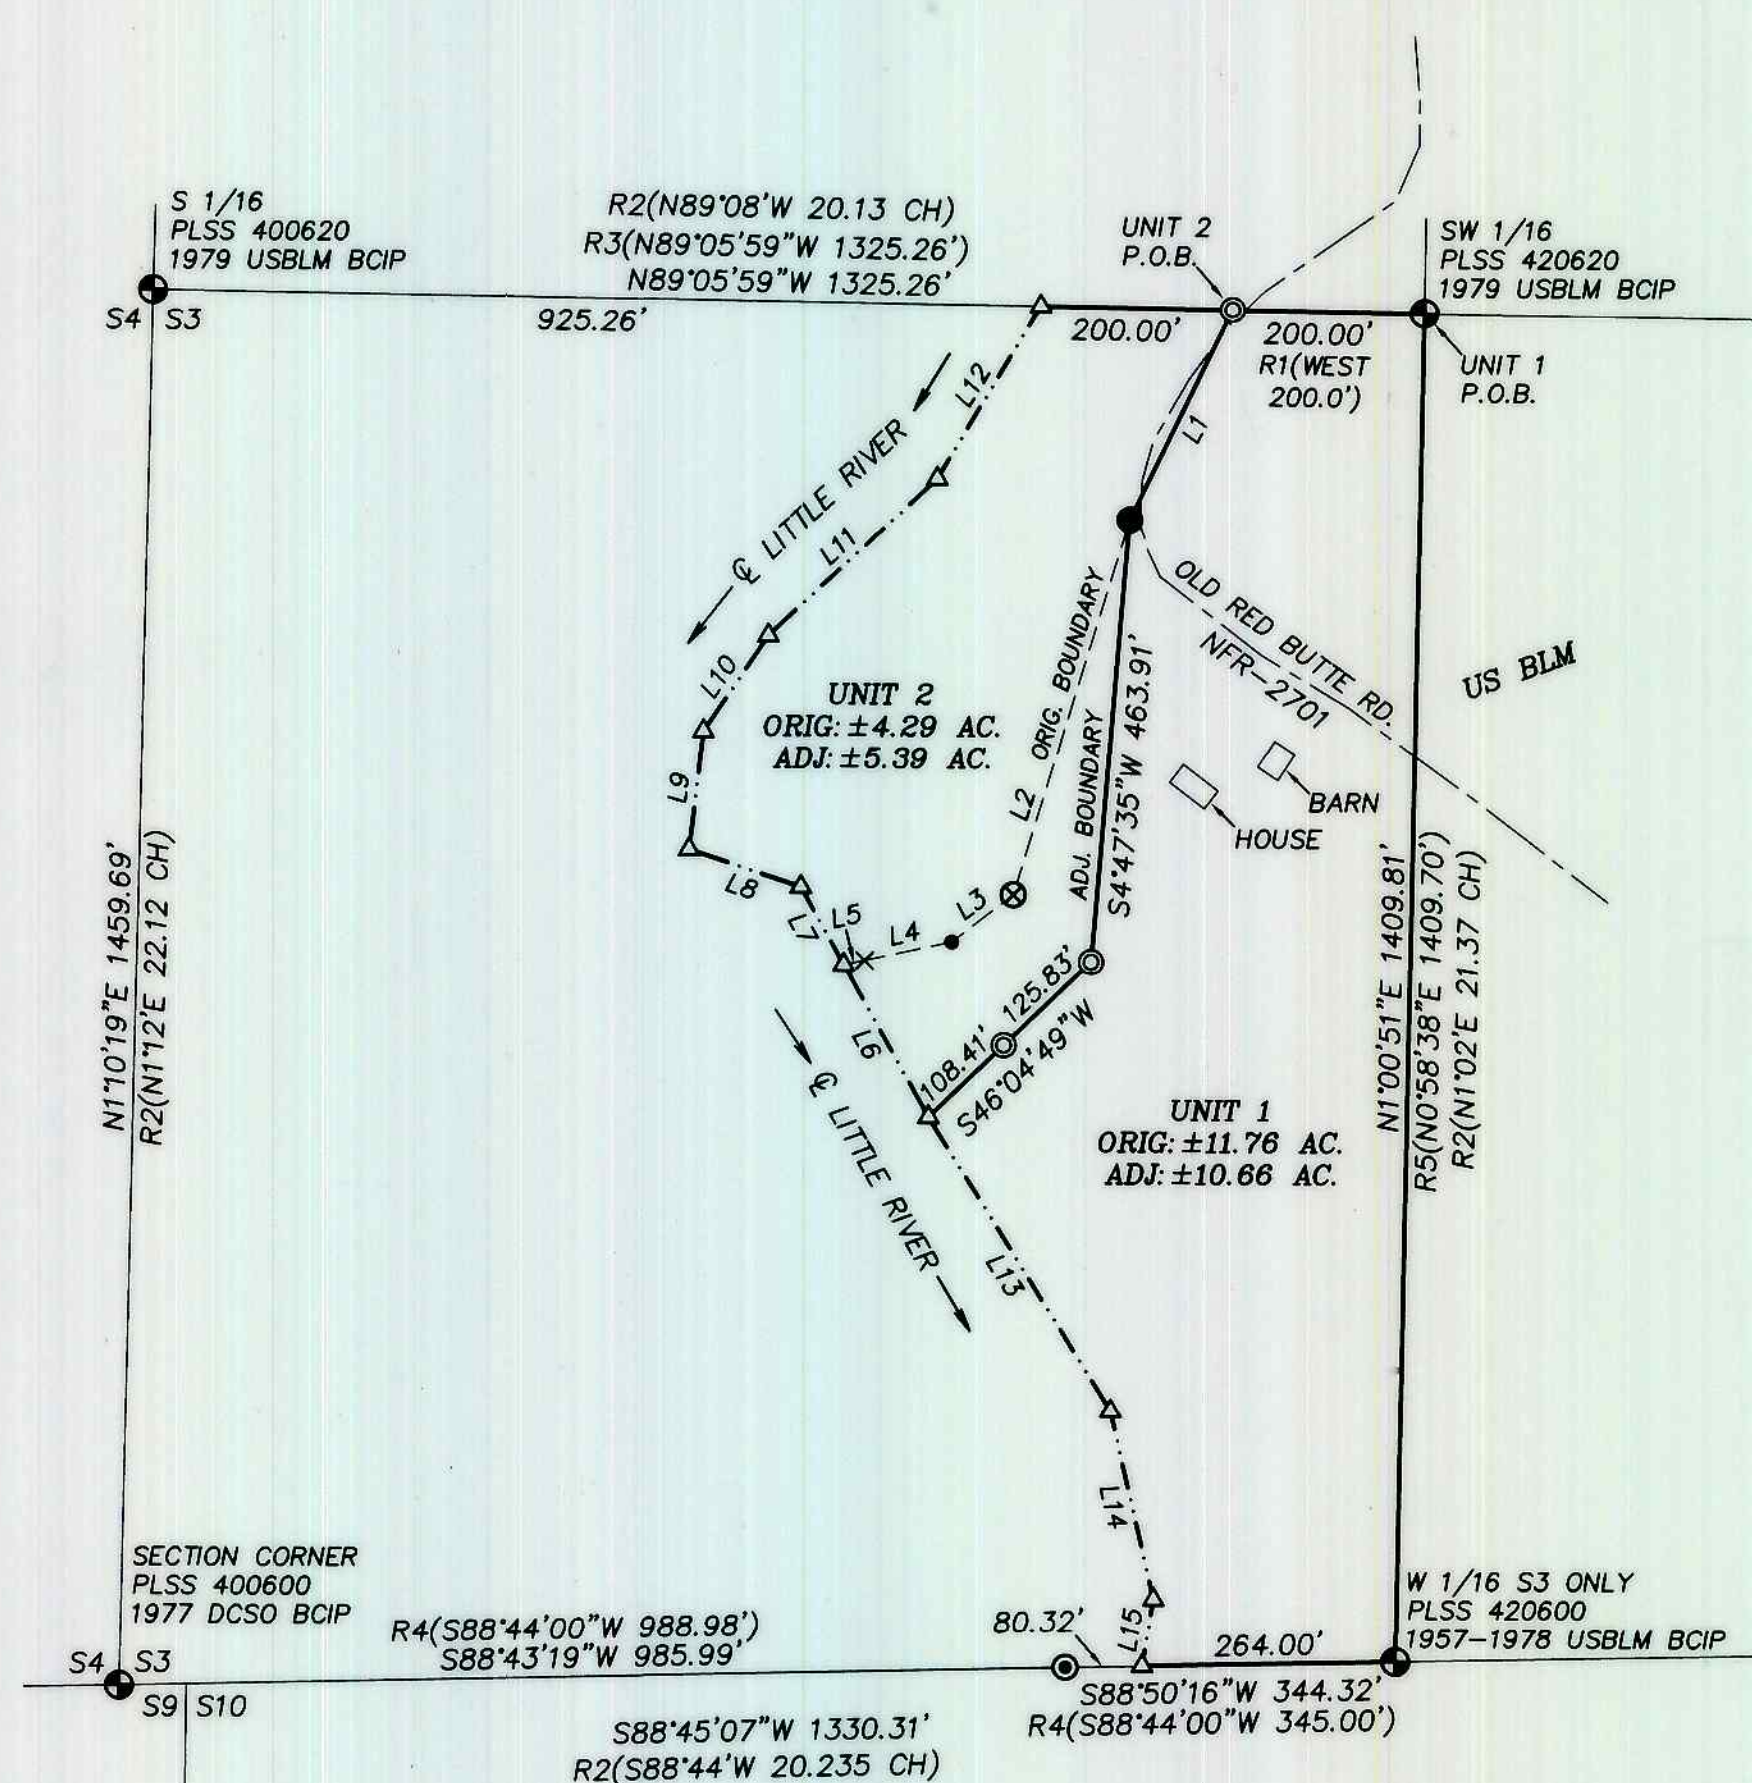 S 1/16
PLSS 400620
1979 USBLM BCIP
R2(N89°08'W 20.13 CH)
R3(N89°05'59"W 1325.26')
N89°05'59"W 1325.26'
UNIT 2
P.O.B.
SW 1/16
PLSS 420620
1979 USBLM BCIP
S4
S3
925.26'
200.00'
200.00'
R1(WEST
200.0')
UNIT 1
P.O.B.
L12
L1
℄ LITTLE RIVER
L11
OLD RED BUTTE RD.
NFR-2701
US BLM
L10
UNIT 2
ORIG: ±4.29 AC.
ADJ: ±5.39 AC.
L2 ORIG. BOUNDARY
ADJ. BOUNDARY
S4°47'35"W 463.91'
BARN
HOUSE
L9
L8
L7
L5
L4
L3
N1°10'19"E 1459.69'
R2(N1°12'E 22.12 CH)
N1°00'51"E 1409.81'
R5(N0°58'38"E 1409.70')
R2(N1°02'E 21.37 CH)
L6
125.83'
108.41'
S46°04'49"W
℄ LITTLE RIVER
UNIT 1
ORIG: ±11.76 AC.
ADJ: ±10.66 AC.
L13
L14
L15
SECTION CORNER
PLSS 400600
1977 DCSO BCIP
W 1/16 S3 ONLY
PLSS 420600
1957-1978 USBLM BCIP
R4(S88°44'00"W 988.98')
S88°43'19"W 985.99'
80.32'
264.00'
S4
S3
S9
S10
S88°50'16"W 344.32'
R4(S88°44'00"W 345.00')
S88°45'07"W 1330.31'
R2(S88°44'W 20.235 CH)